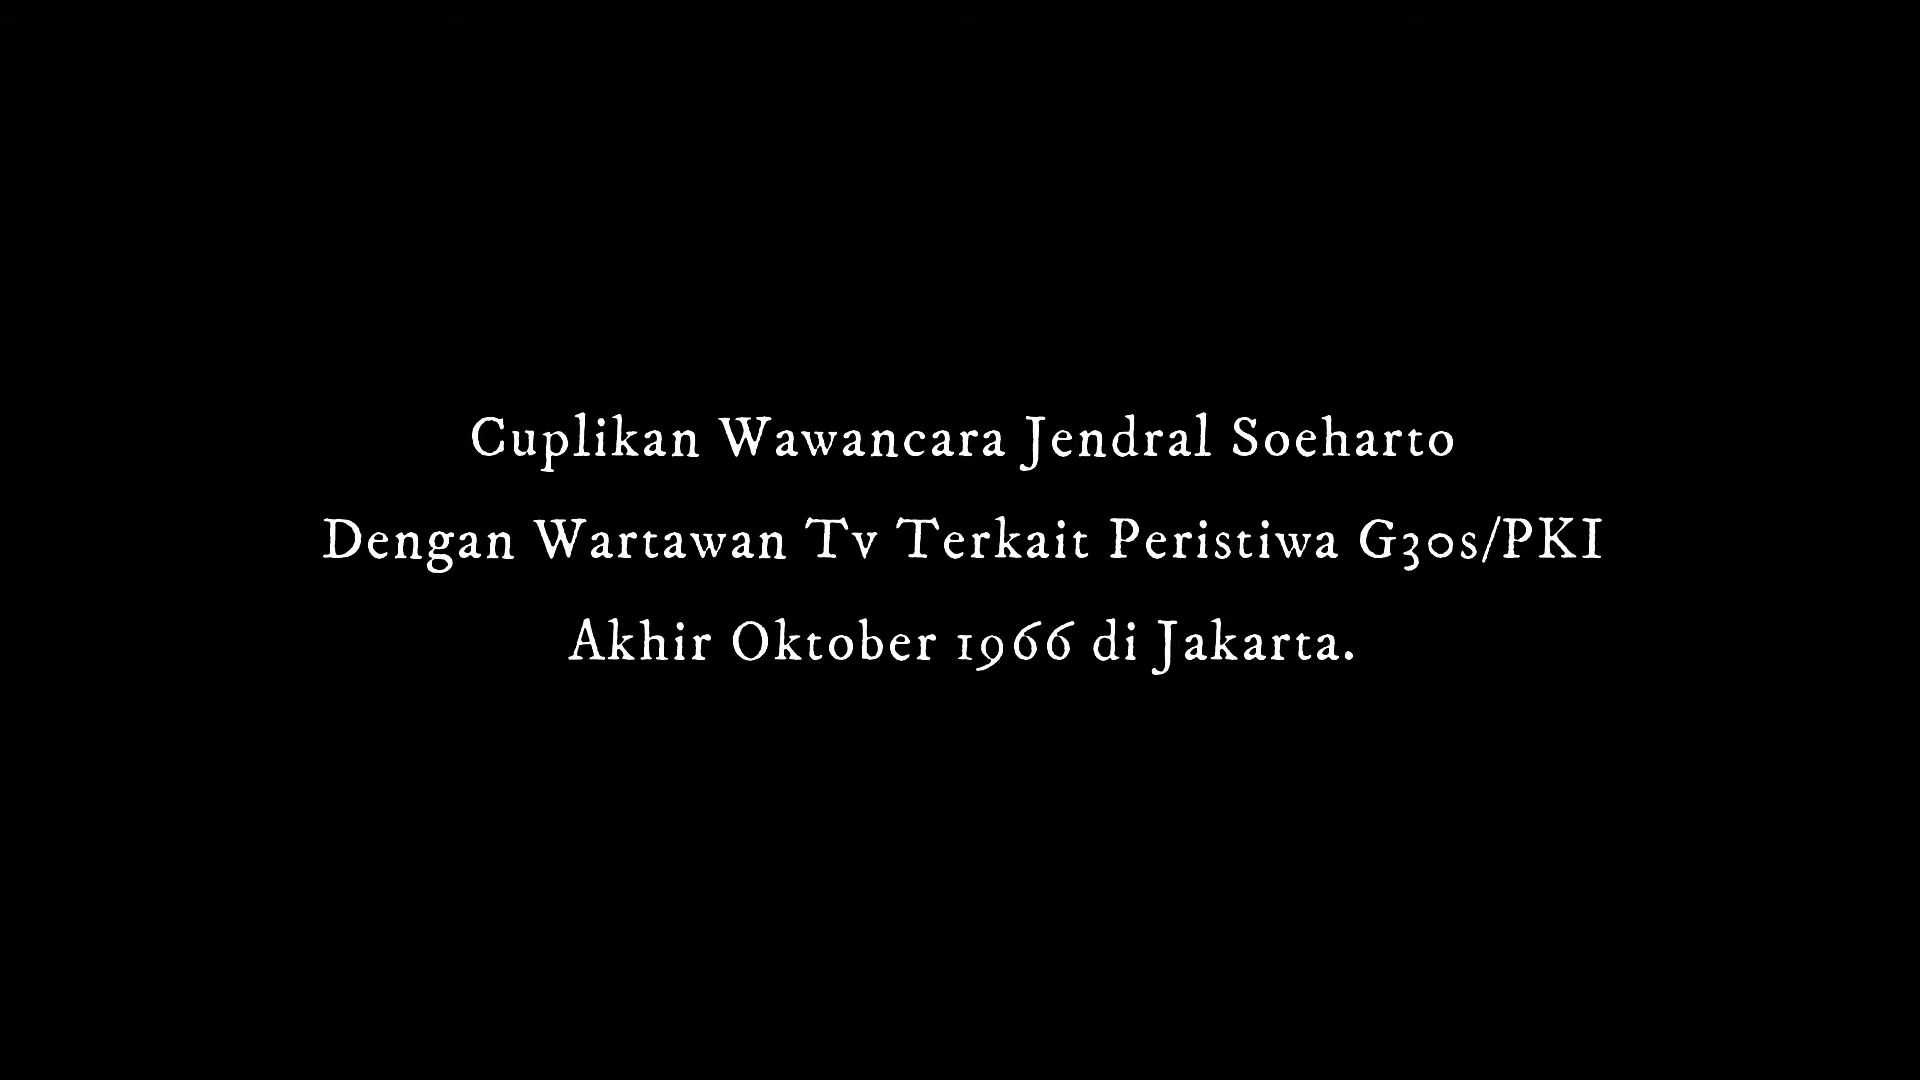 Cuplikan Wawancara Jendral Soeharto
Dengan Wartawan Tv Terkait Peristiwa G30s/PKI
Akhir Oktober 1966 di Jakarta.